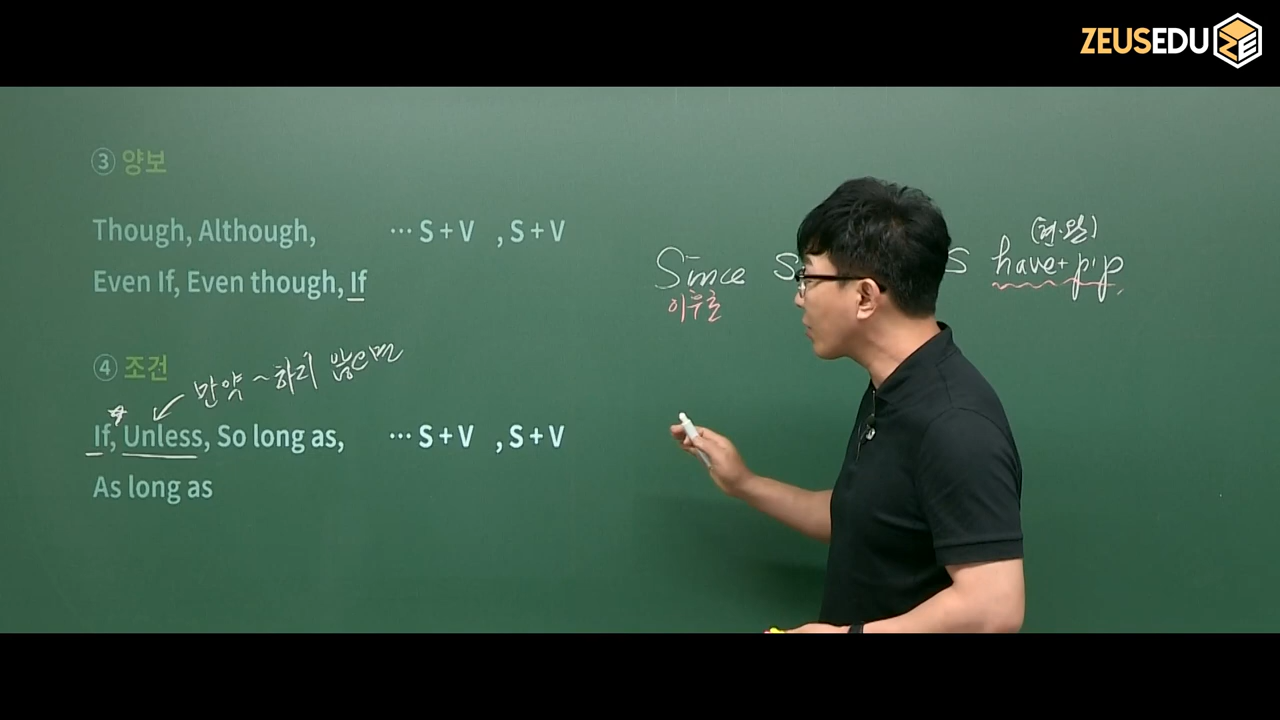 ZEUSEDU ZE
③ 양보
Though, Although, ··· S + V , S + V
Even If, Even though, If
④ 조건
만약 ~하지 않으면
If, Unless, So long as, ··· S + V , S + V
As long as
(현·완)
Since S S have + p.p
이후로